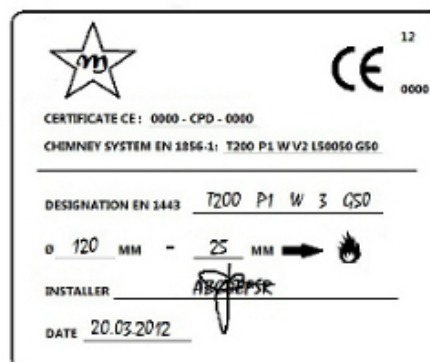 m
12
CE
0000
CERTIFICATE CE: 0000 - CPD - 0000
CHIMNEY SYSTEM EN 1856-1: T200 P1 W V2 L50050 G50
DESIGNATION EN 1443 T200 P1 W 3 G50
Ø 120 MM - 25 MM
INSTALLER
DATE 20.03.2012